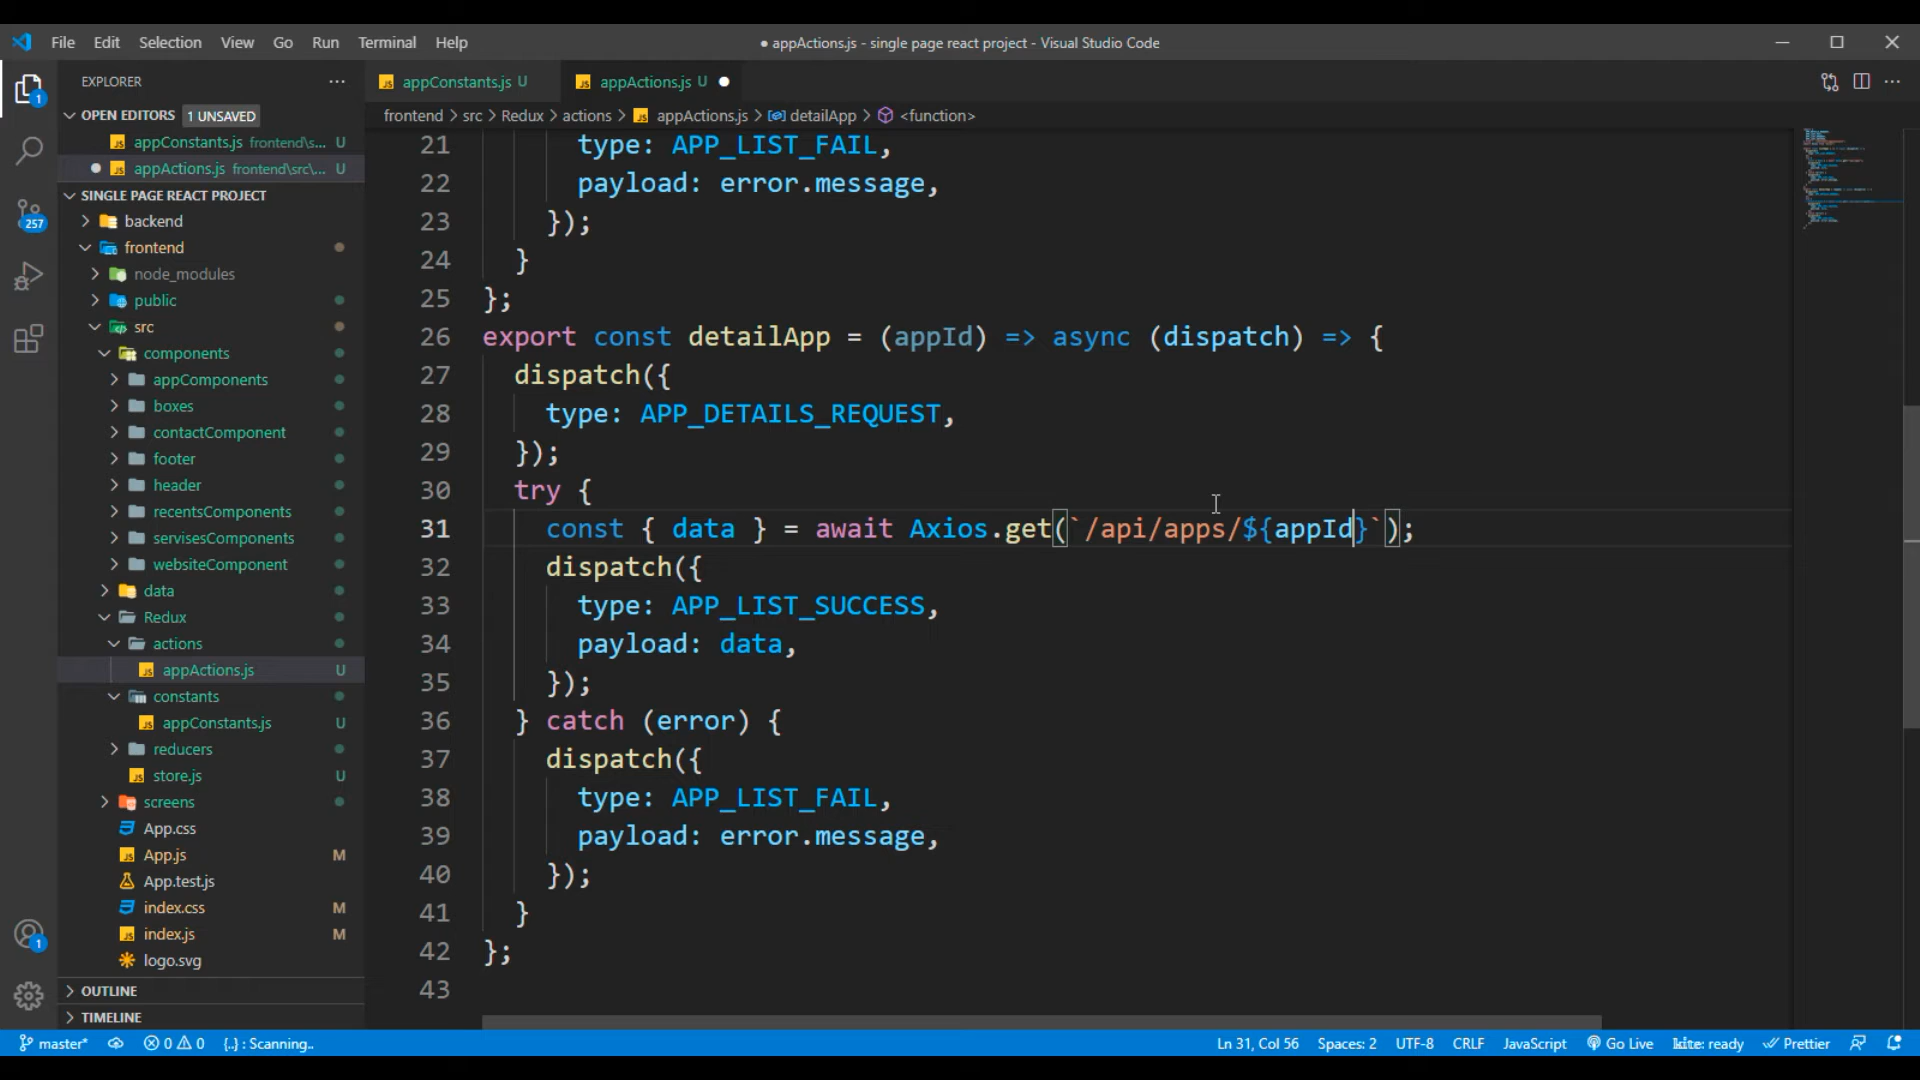 File Edit Selection View Go Run Terminal Help
● appActions.js - single page react project - Visual Studio Code
EXPLORER
appConstants.js U
appActions.js U
OPEN EDITORS 1 UNSAVED
appConstants.js frontend\s... U
appActions.js frontend\src\... U
frontend > src > Redux > actions > appActions.js > detailApp > <function>
SINGLE PAGE REACT PROJECT
backend
frontend
node_modules
public
src
components
appComponents
boxes
contactComponent
footer
header
recentsComponents
servisesComponents
websiteComponent
data
Redux
actions
appActions.js U
constants
appConstants.js U
reducers
store.js U
screens
App.css
App.js M
App.test.js
index.css M
index.js M
logo.svg
OUTLINE
TIMELINE
1
257
1
21 type: APP_LIST_FAIL,
22 payload: error.message,
23 });
24 }
25 };
26 export const detailApp = (appId) => async (dispatch) => {
27 dispatch({
28 type: APP_DETAILS_REQUEST,
29 });
30 try {
31 const { data } = await Axios.get(`/api/apps/${appId}`);
32 dispatch({
33 type: APP_LIST_SUCCESS,
34 payload: data,
35 });
36 } catch (error) {
37 dispatch({
38 type: APP_LIST_FAIL,
39 payload: error.message,
40 });
41 }
42 };
43
master* 0 0 {..} : Scanning..
Ln 31, Col 56 Spaces: 2 UTF-8 CRLF JavaScript Go Live kite: ready Prettier